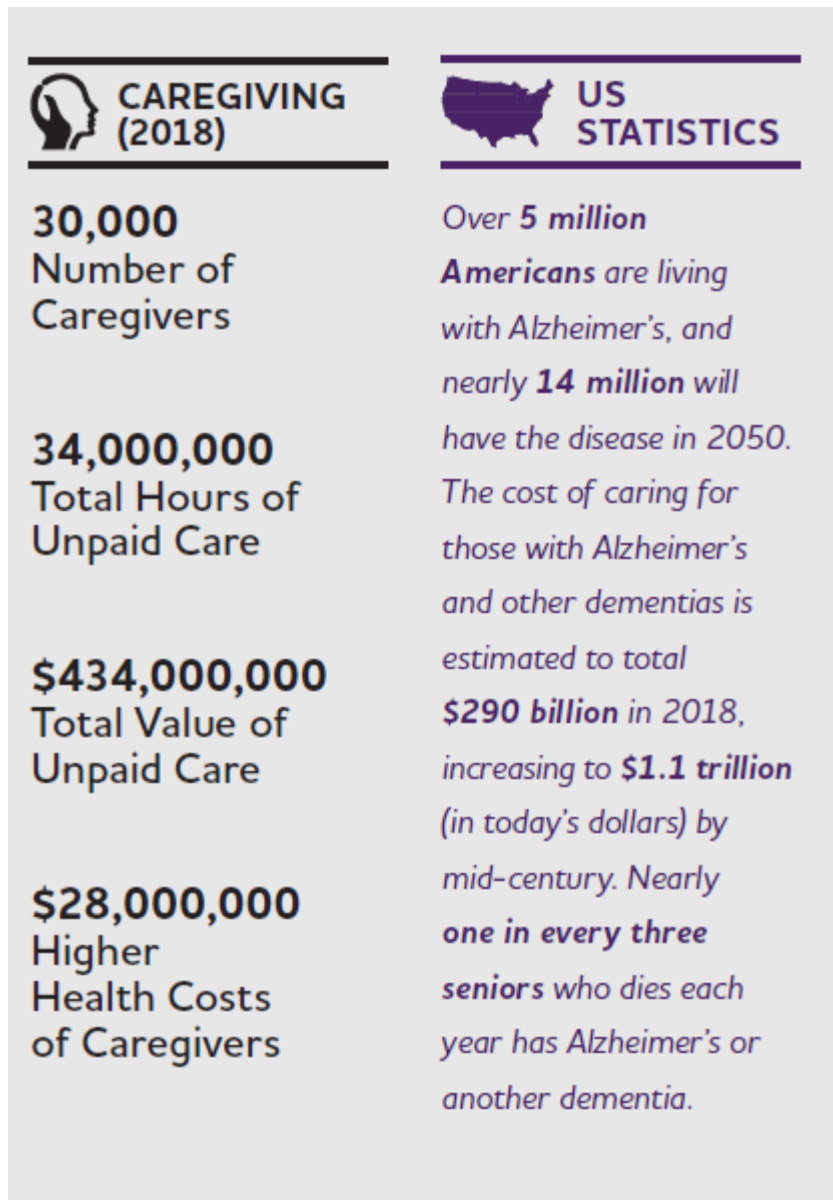 CAREGIVING
(2018)
30,000
Number of
Caregivers
34,000,000
Total Hours of
Unpaid Care
$434,000,000
Total Value of
Unpaid Care
$28,000,000
Higher
Health Costs
of Caregivers
US
STATISTICS
Over 5 million
Americans are living
with Alzheimer's, and
nearly 14 million will
have the disease in 2050.
The cost of caring for
those with Alzheimer's
and other dementias is
estimated to total
$290 billion in 2018,
increasing to $1.1 trillion
(in today's dollars) by
mid-century. Nearly
one in every three
seniors who dies each
year has Alzheimer's or
another dementia.